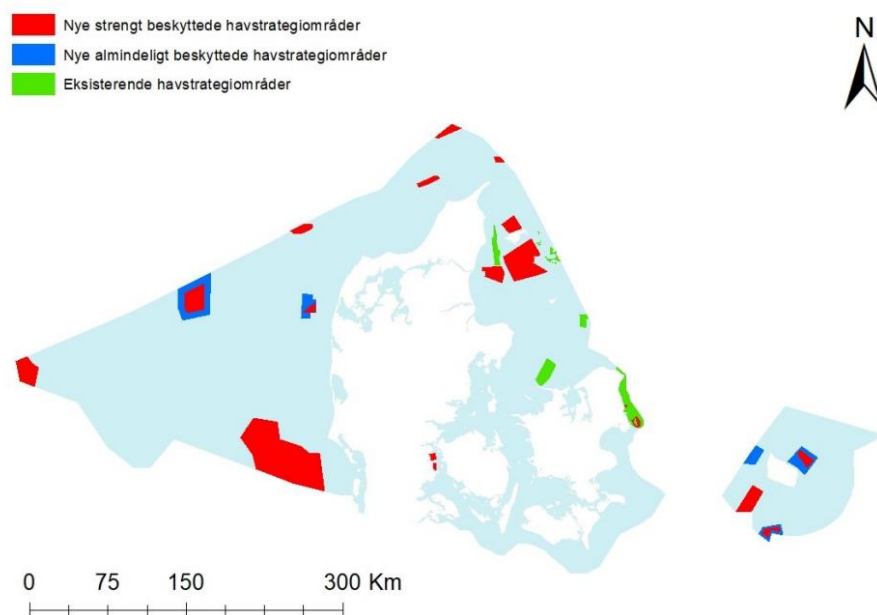 Nye strengt beskyttede havstrategiområder
Nye almindeligt beskyttede havstrategiområder
Eksisterende havstrategiområder
N
0 75 150 300 Km